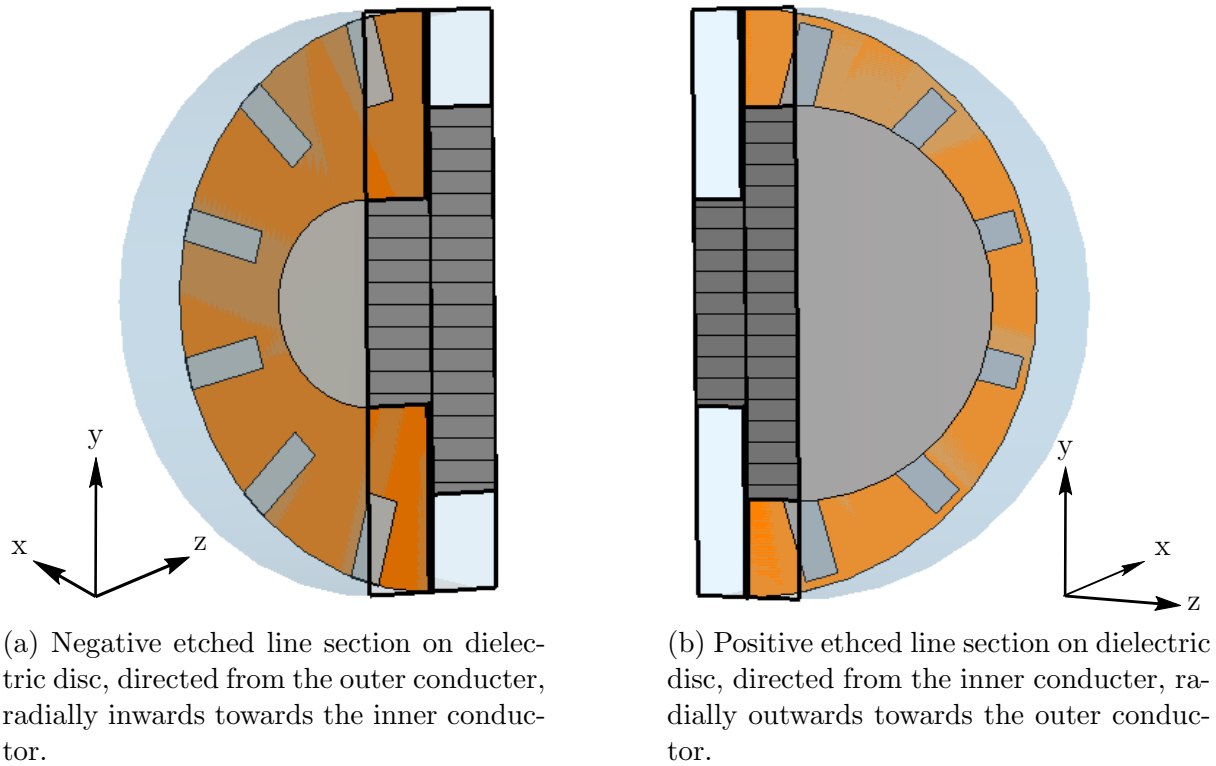 y
x
z
y
x
z
(a) Negative etched line section on dielec-
tric disc, directed from the outer conducter,
radially inwards towards the inner conduc-
tor.
(b) Positive ethced line section on dielectric
disc, directed from the inner conducter, ra-
dially outwards towards the outer conduc-
tor.